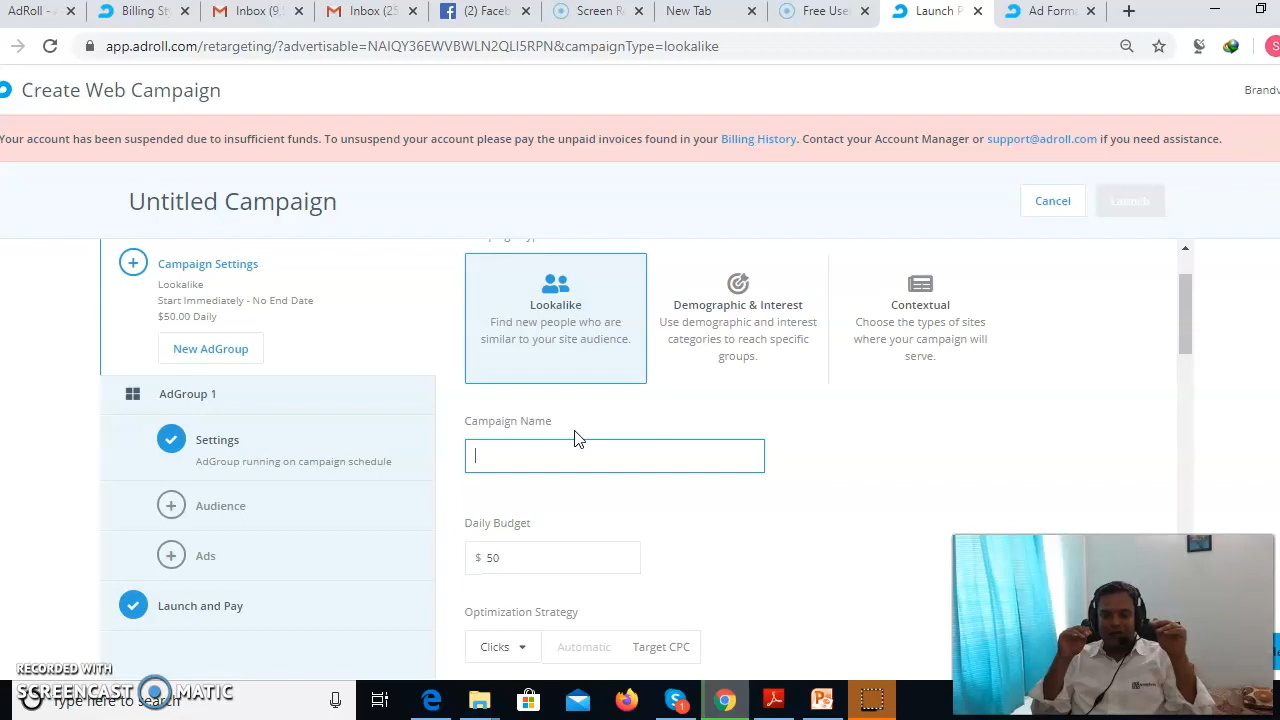 AdRoll -
Billing St
Inbox (9,
Inbox (25
(2) Faceb
Screen R
New Tab
Free Use
Launch P
Ad Form
app.adroll.com/retargeting/?advertisable=NAIQY36EWVBWLN2QLI5RPN&campaignType=lookalike
Create Web Campaign
Brandv
Your account has been suspended due to insufficient funds. To unsuspend your account please pay the unpaid invoices found in your Billing History. Contact your Account Manager or support@adroll.com if you need assistance.
Untitled Campaign
Cancel
Launch
Campaign Settings
Lookalike
Start Immediately - No End Date
$50.00 Daily
New AdGroup
AdGroup 1
Settings
AdGroup running on campaign schedule
Audience
Ads
Launch and Pay
Lookalike
Find new people who are
similar to your site audience.
Demographic & Interest
Use demographic and interest
categories to reach specific
groups.
Contextual
Choose the types of sites
where your campaign will
serve.
Campaign Name
Daily Budget
$ 50
Optimization Strategy
Clicks
Automatic
Target CPC
RECORDED WITH
SCREENCAST MATIC
Type here to search